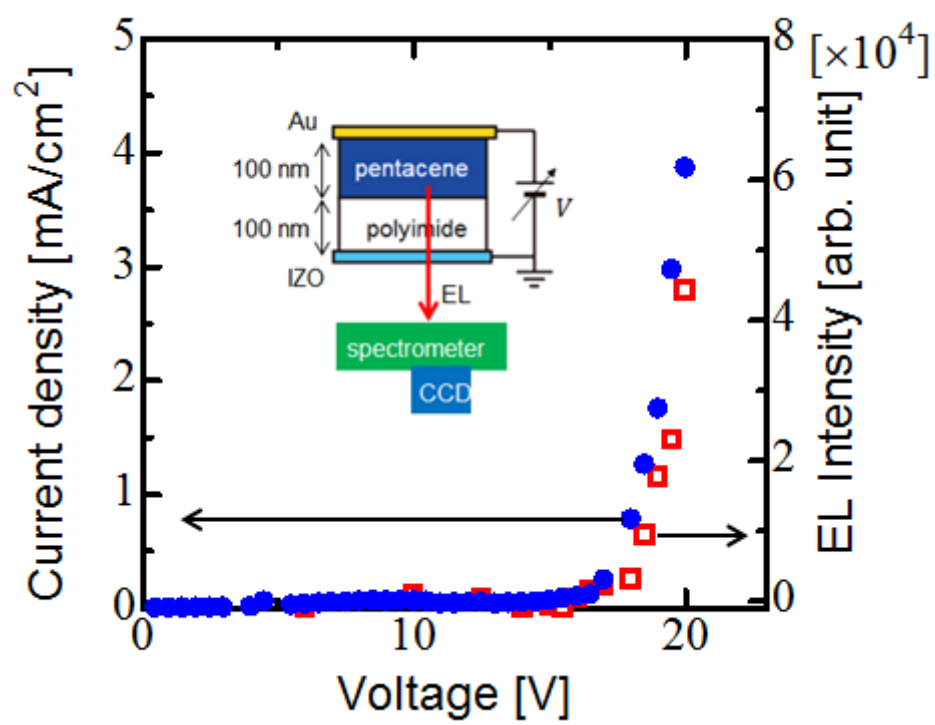 5
4
3
2
1
0
Current density [mA/cm²]
0
10
20
Voltage [V]
8
6
4
2
0
[×10⁴]
EL Intensity [arb. unit]
Au
100 nm
pentacene
100 nm
polyimide
IZO
V
EL
spectrometer
CCD